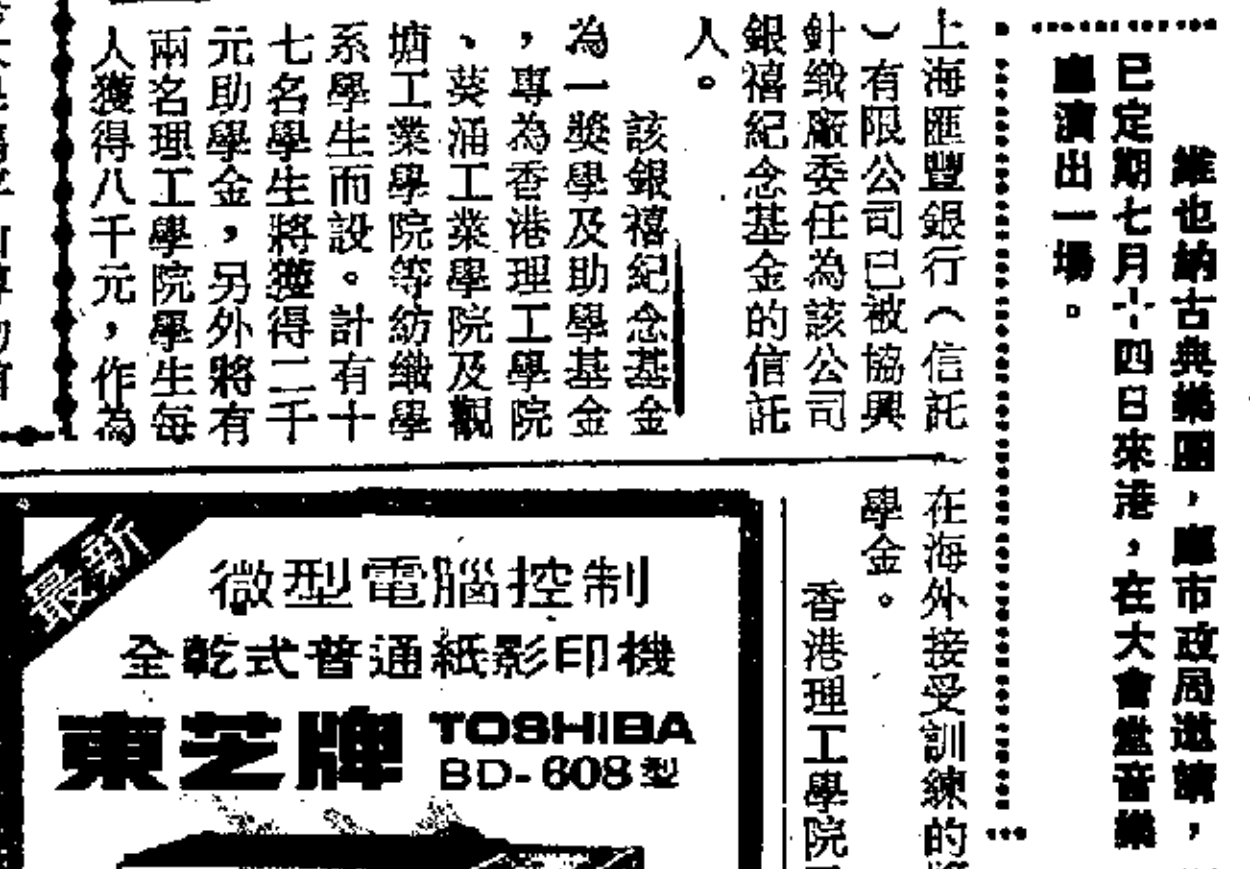 維也納古典樂團，應市政局邀請，
已定期七月十四日來港，在大會堂音樂
廳演出一場。
上海匯豐銀行（信託
）有限公司已被協興
針織廠委任為該公司
銀禧紀念基金的信託
人。
該銀禧紀念基金
為一獎學及助學基金
，專為香港理工學院
、葵涌工業學院及觀
塘工業學院等紡織學
系學生而設。計有十
七名學生將獲得二千
元助學金，另外將有
兩名理工學院學生每
人獲得八千元，作為
在海外接受訓練的
學金。
香港理工學院
最新
微型電腦控制
全乾式普通紙影印機
東芝牌 TOSHIBA
BD-608型